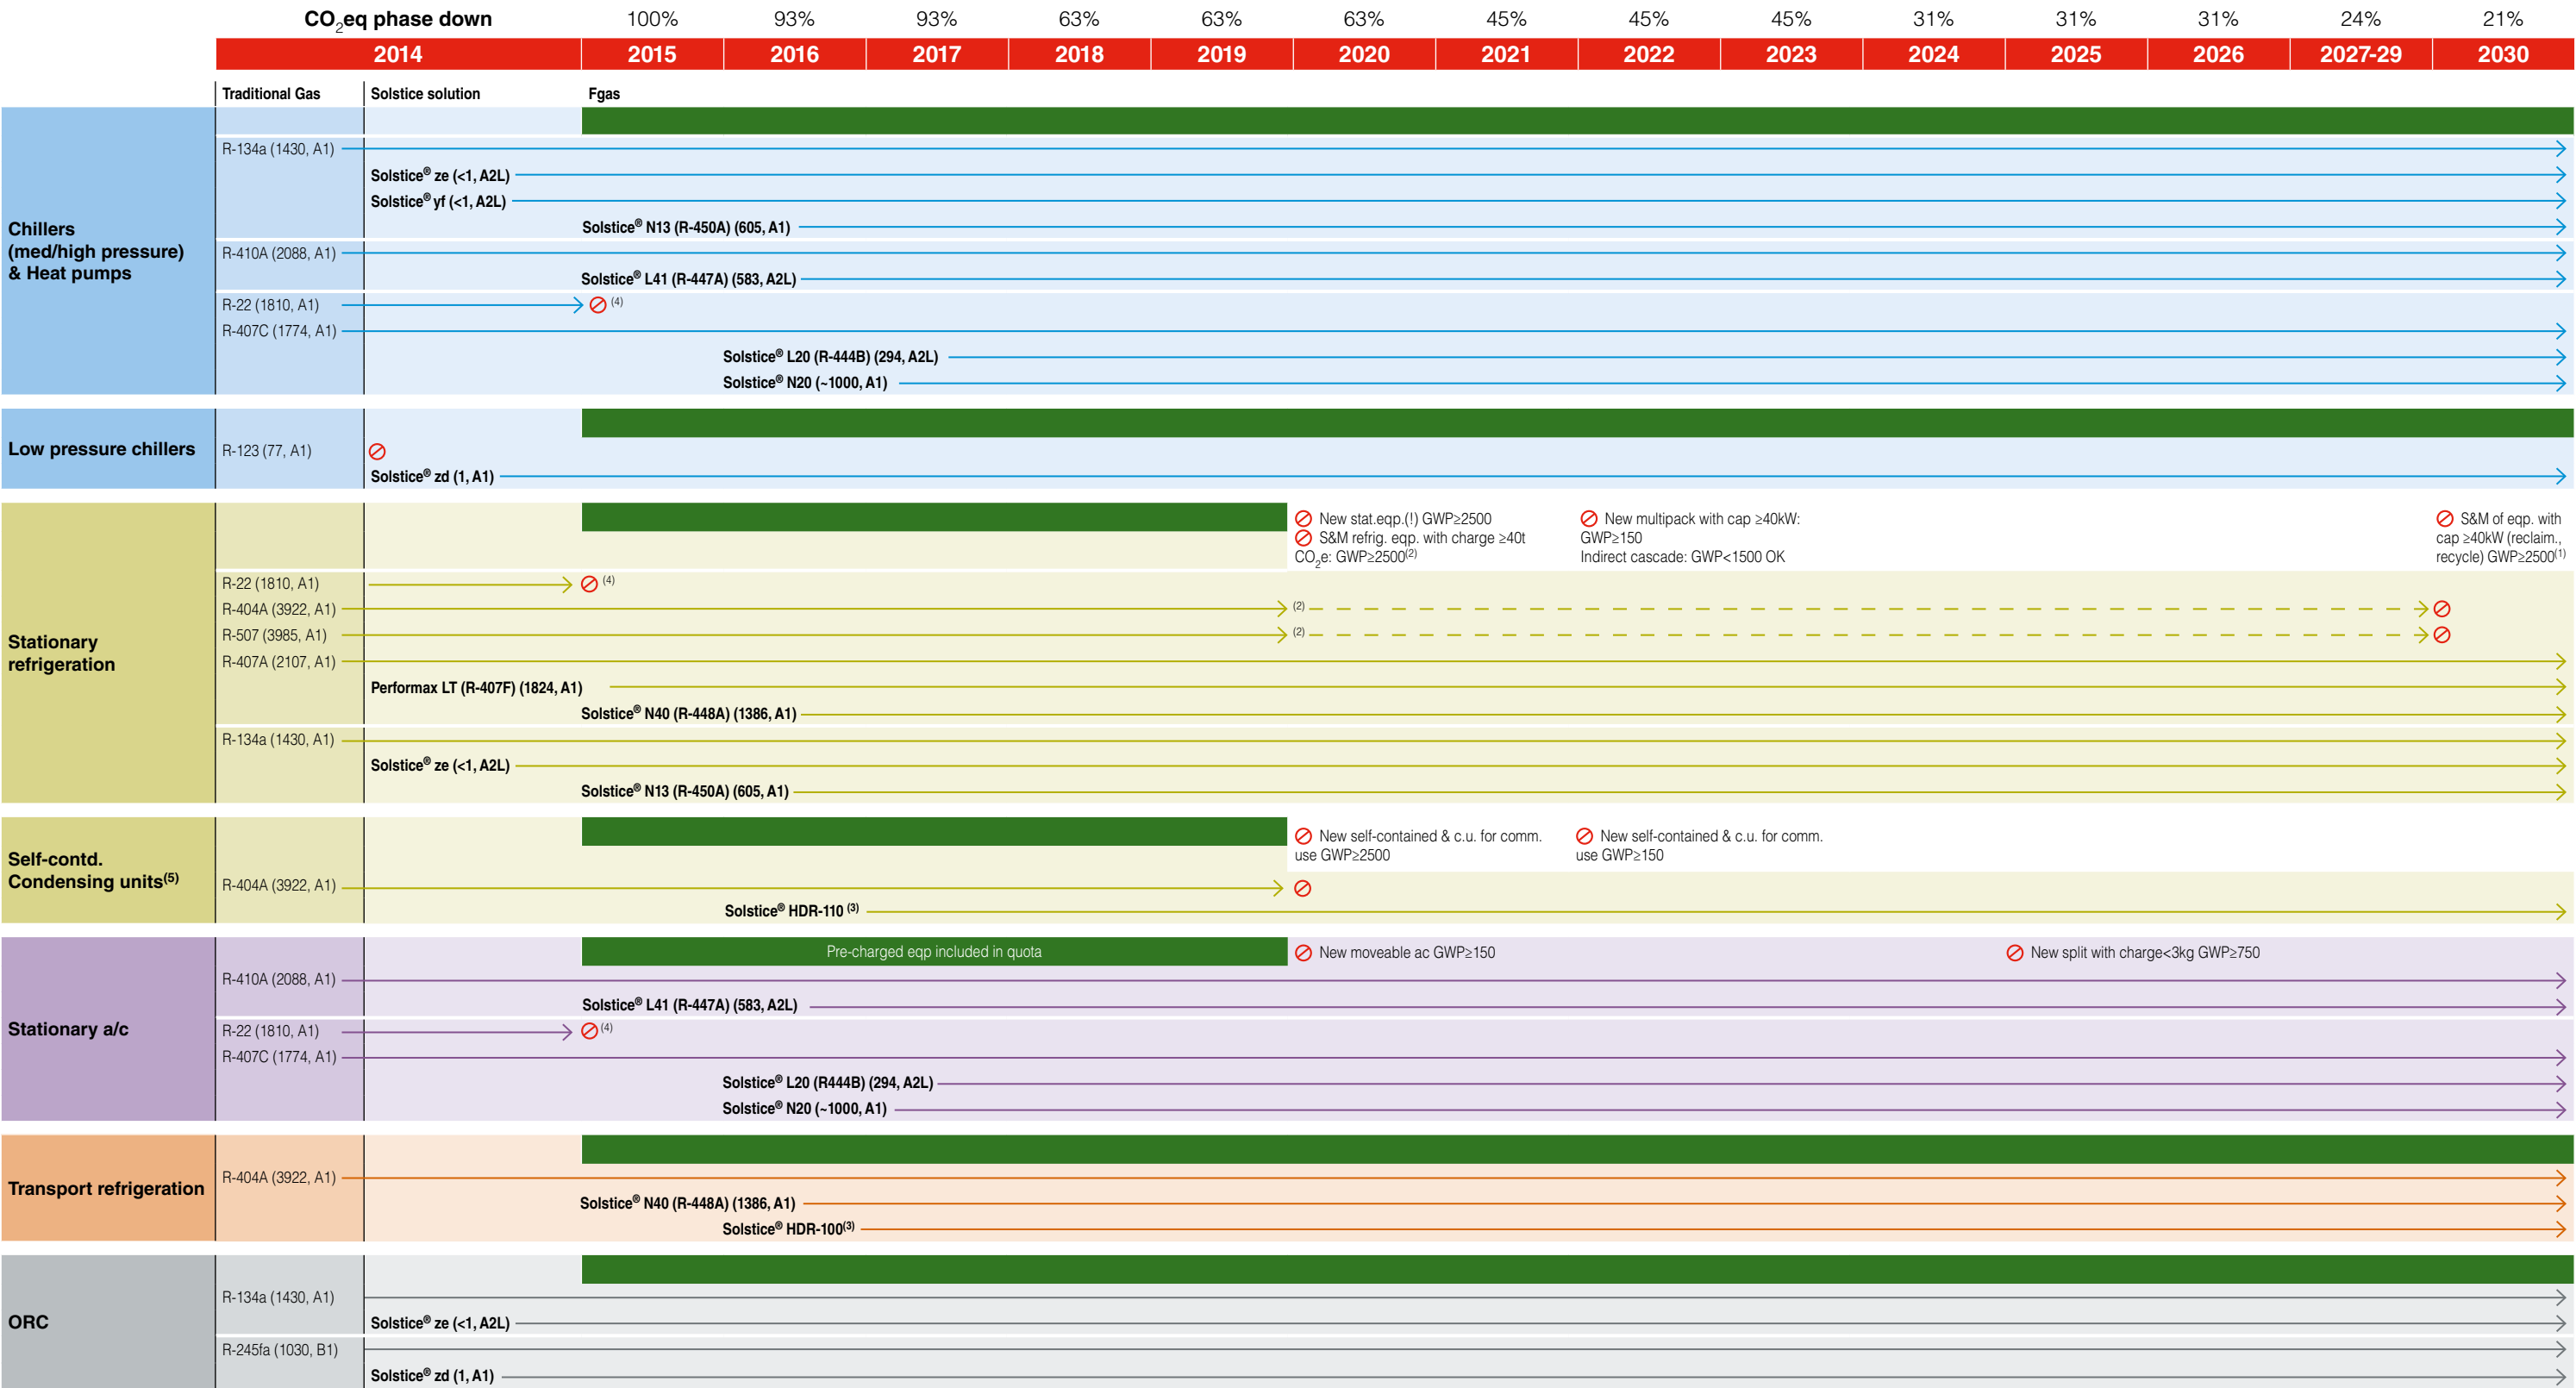 CO2eq phase down 100% 93% 93% 63% 63% 63% 45% 45% 45% 31% 31% 31% 24% 21%
2014 2015 2016 2017 2018 2019 2020 2021 2022 2023 2024 2025 2026 2027-29 2030
Traditional Gas Solstice solution Fgas
Chillers
(med/high pressure)
& Heat pumps
R-134a (1430, A1)
Solstice® ze (<1, A2L)
Solstice® yf (<1, A2L)
Solstice® N13 (R-450A) (605, A1)
R-410A (2088, A1)
Solstice® L41 (R-447A) (583, A2L)
R-22 (1810, A1) (4)
R-407C (1774, A1)
Solstice® L20 (R-444B) (294, A2L)
Solstice® N20 (~1000, A1)
Low pressure chillers
R-123 (77, A1)
Solstice® zd (1, A1)
Stationary
refrigeration
New stat.eqp.(!) GWP≥2500
S&M refrig. eqp. with charge ≥40t
CO2e: GWP≥2500(2)
New multipack with cap ≥40kW:
GWP≥150
Indirect cascade: GWP<1500 OK
S&M of eqp. with
cap ≥40kW (reclaim.,
recycle) GWP≥2500(1)
R-22 (1810, A1) (4)
R-404A (3922, A1) (2)
R-507 (3985, A1) (2)
R-407A (2107, A1)
Performax LT (R-407F) (1824, A1)
Solstice® N40 (R-448A) (1386, A1)
R-134a (1430, A1)
Solstice® ze (<1, A2L)
Solstice® N13 (R-450A) (605, A1)
Self-contd.
Condensing units(5)
New self-contained & c.u. for comm.
use GWP≥2500
New self-contained & c.u. for comm.
use GWP≥150
R-404A (3922, A1)
Solstice® HDR-110 (3)
Stationary a/c
Pre-charged eqp included in quota
New moveable ac GWP≥150
New split with charge<3kg GWP≥750
R-410A (2088, A1)
Solstice® L41 (R-447A) (583, A2L)
R-22 (1810, A1) (4)
R-407C (1774, A1)
Solstice® L20 (R444B) (294, A2L)
Solstice® N20 (~1000, A1)
Transport refrigeration
R-404A (3922, A1)
Solstice® N40 (R-448A) (1386, A1)
Solstice® HDR-100(3)
ORC
R-134a (1430, A1)
Solstice® ze (<1, A2L)
R-245fa (1030, B1)
Solstice® zd (1, A1)